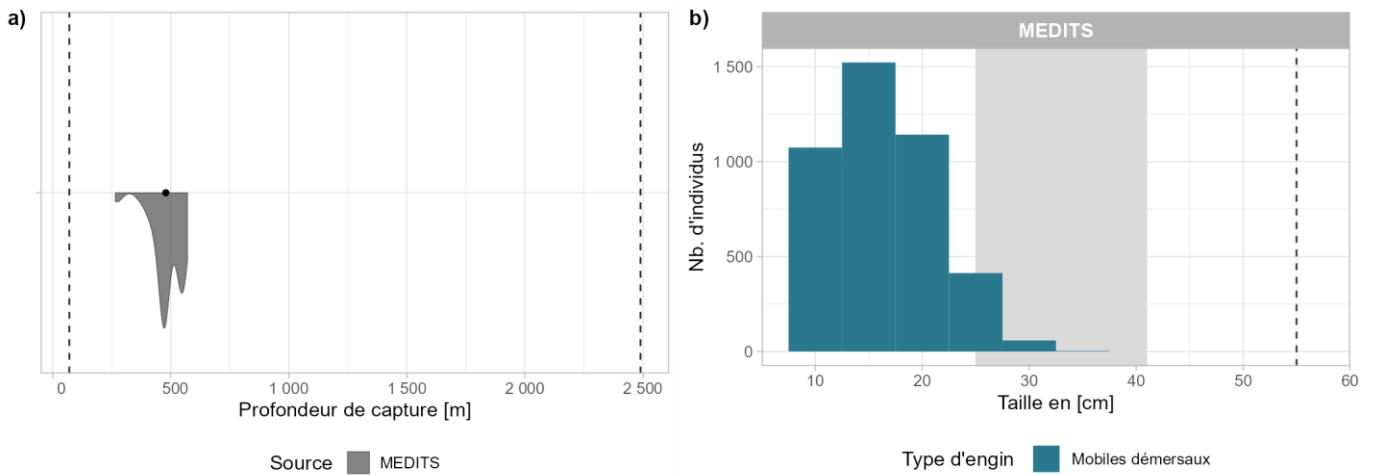 a)
0 500 1 000 1 500 2 000 2 500
Profondeur de capture [m]
Source MEDITS
b)
MEDITS
1 500
1 000
500
0
Nb. d'individus
10 20 30 40 50 60
Taille en [cm]
Type d'engin Mobiles démersaux